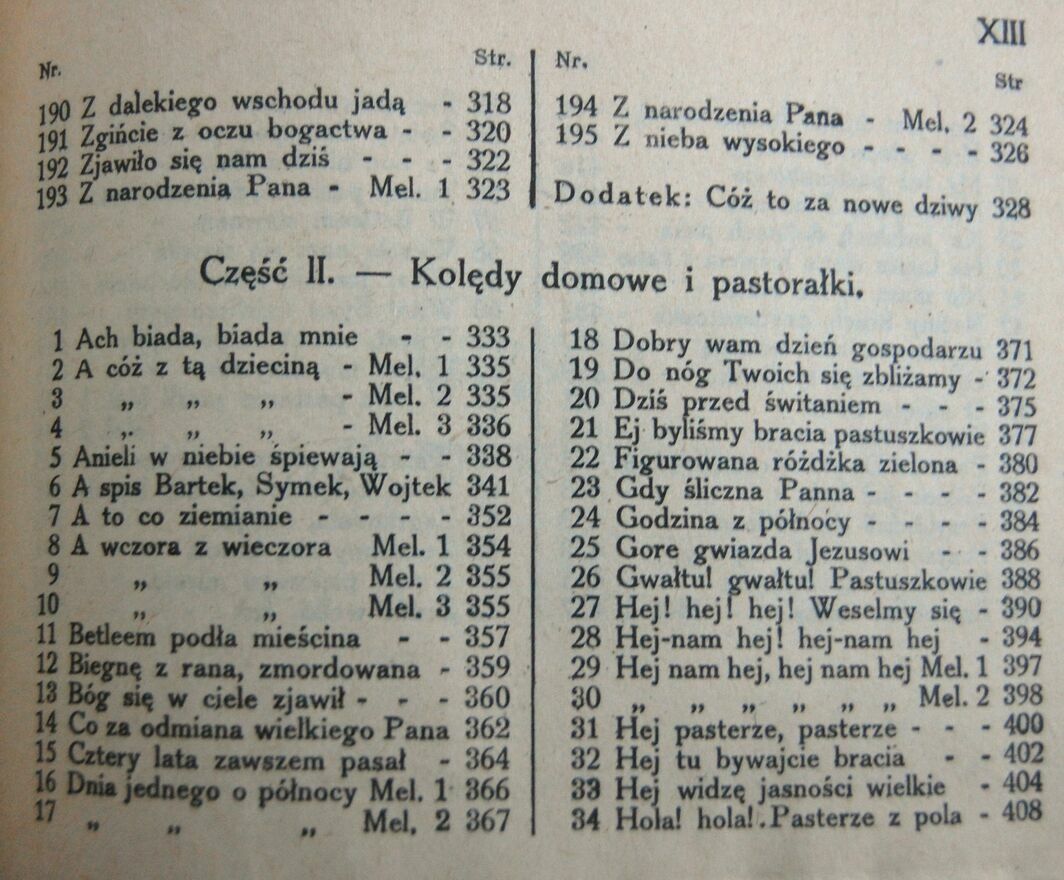 XIII
Nr. Str.
190 Z dalekiego wschodu jadą - 318
191 Zgińcie z oczu bogactwa - - 320
192 Zjawiło się nam dziś - - - 322
193 Z narodzenia Pana - Mel. 1 323
Nr. Str
194 Z narodzenia Pana - Mel. 2 324
195 Z nieba wysokiego - - - - 326
Dodatek: Cóż to za nowe dziwy 328
Część II. — Kolędy domowe i pastorałki.
1 Ach biada, biada mnie - - 333
2 A cóż z tą dzieciną - Mel. 1 335
3 „ „ „ - Mel. 2 335
4 „ „ „ - Mel. 3 336
5 Anieli w niebie śpiewają - - 338
6 A spis Bartek, Symek, Wojtek 341
7 A to co ziemianie - - - - 352
8 A wczora z wieczora Mel. 1 354
9 „ „ Mel. 2 355
10 „ „ Mel. 3 355
11 Betleem podła mieścina - - 357
12 Biegnę z rana, zmordowana - 359
13 Bóg się w ciele zjawił - - - 360
14 Co za odmiana wielkiego Pana 362
15 Cztery lata zawszem pasał - 364
16 Dnia jednego o północy Mel. 1 366
17 „ „ „ Mel. 2 367
18 Dobry wam dzień gospodarzu 371
19 Do nóg Twoich się zbliżamy - 372
20 Dziś przed świtaniem - - - 375
21 Ej byliśmy bracia pastuszkowie 377
22 Figurowana różdżka zielona - 380
23 Gdy śliczna Panna - - - - 382
24 Godzina z północy - - - - 384
25 Gore gwiazda Jezusowi - - 386
26 Gwałtu! gwałtu! Pastuszkowie 388
27 Hej! hej! hej! Weselmy się - 390
28 Hej-nam hej! hej-nam hej - 394
29 Hej nam hej, hej nam hej Mel. 1 397
30 „ „ „ „ „ „ Mel. 2 398
31 Hej pasterze, pasterze - - - 400
32 Hej tu bywajcie bracia - - 402
33 Hej widzę jasności wielkie - 404
34 Hola! hola!.Pasterze z pola - 408